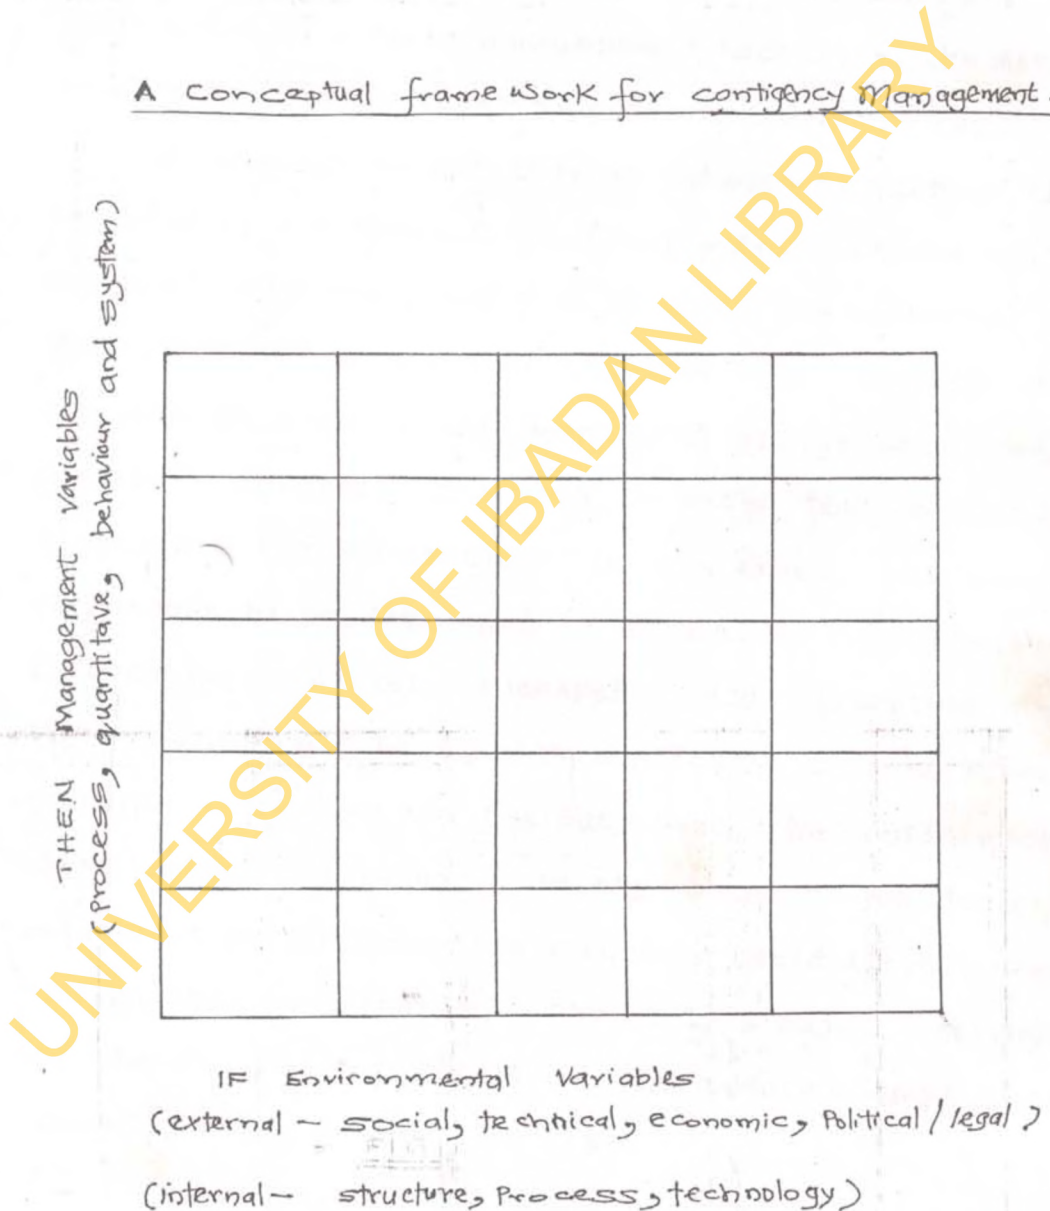 A conceptual frame work for contigency Management.
THEN Management Variables
(Process, quantitave, behaviour and system)
IF Environmental Variables
(external - social, technical, economic, Political / legal )
(internal - structure, Process, technology)
UNIVERSITY OF IBADAN LIBRARY